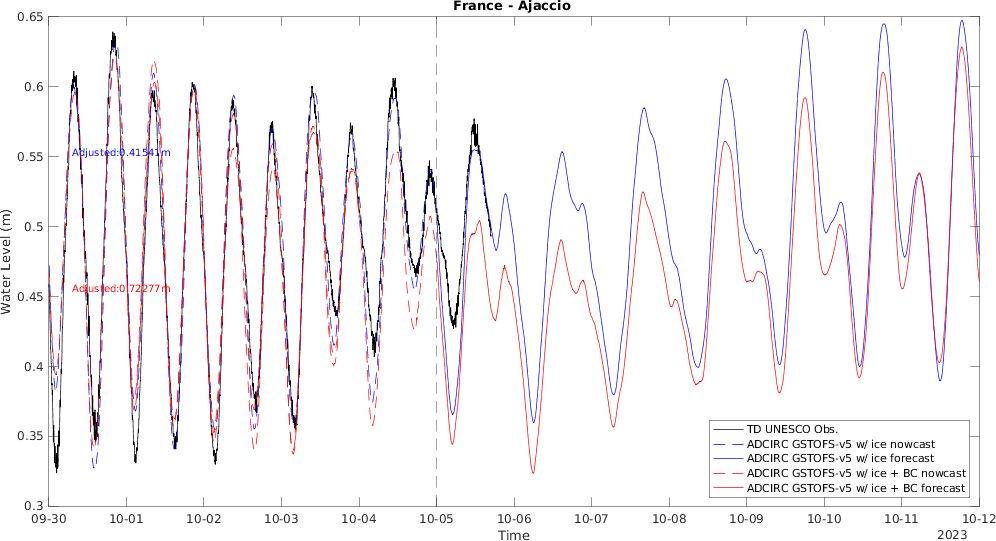 France - Ajaccio
0.65
0.6
0.55
0.5
0.45
0.4
0.35
0.3
Water Level (m)
Adjusted:0.41541m
Adjusted:0.72277m
TD UNESCO Obs.
ADCIRC GSTOFS-v5 w/ ice nowcast
ADCIRC GSTOFS-v5 w/ ice forecast
ADCIRC GSTOFS-v5 w/ ice + BC nowcast
ADCIRC GSTOFS-v5 w/ ice + BC forecast
09-30 10-01 10-02 10-03 10-04 10-05 10-06 10-07 10-08 10-09 10-10 10-11 10-12
Time
2023